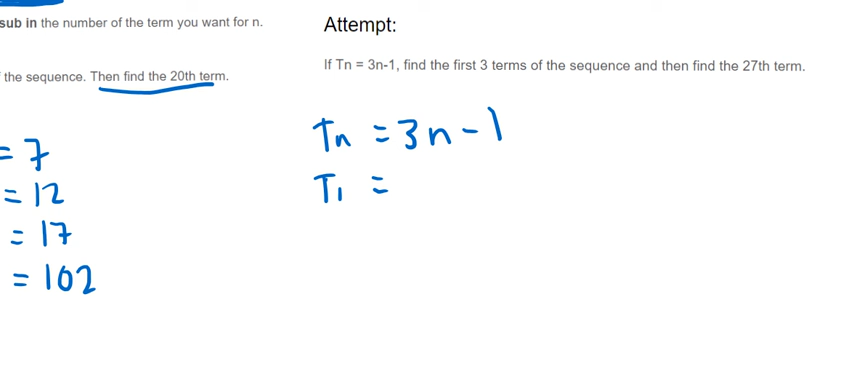 sub in the number of the term you want for n.
the sequence. Then find the 20th term.
= 7
= 12
= 17
= 102
Attempt:
If Tn = 3n-1, find the first 3 terms of the sequence and then find the 27th term.
Tn = 3n - 1
T1 =